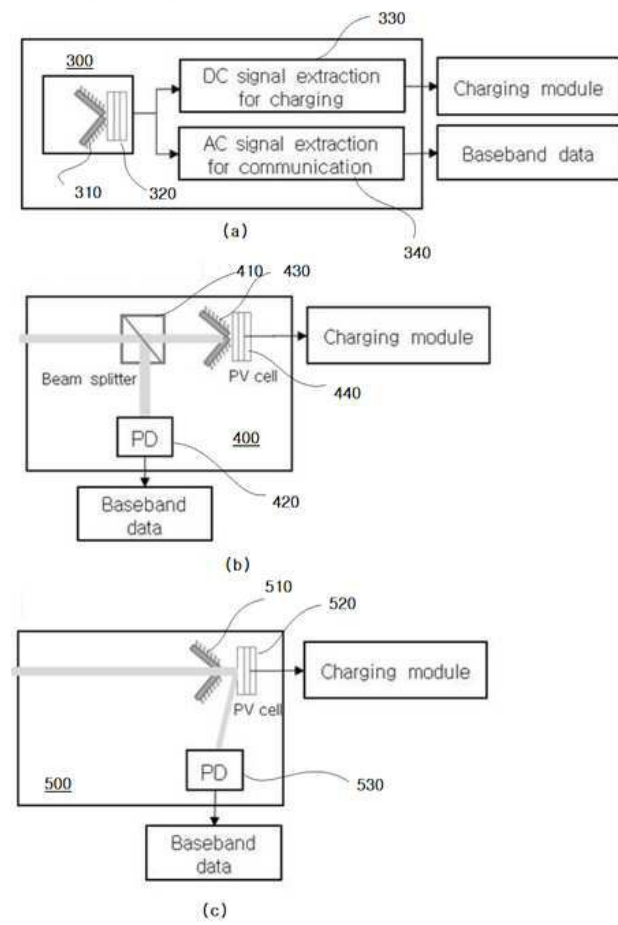 330
300
DC signal extraction
for charging
Charging module
AC signal extraction
for communication
Baseband data
310
320
340
(a)
410
430
Beam splitter
PV cell
Charging module
440
PD
400
420
Baseband
data
(b)
510
520
PV cell
Charging module
500
PD
530
Baseband
data
(c)